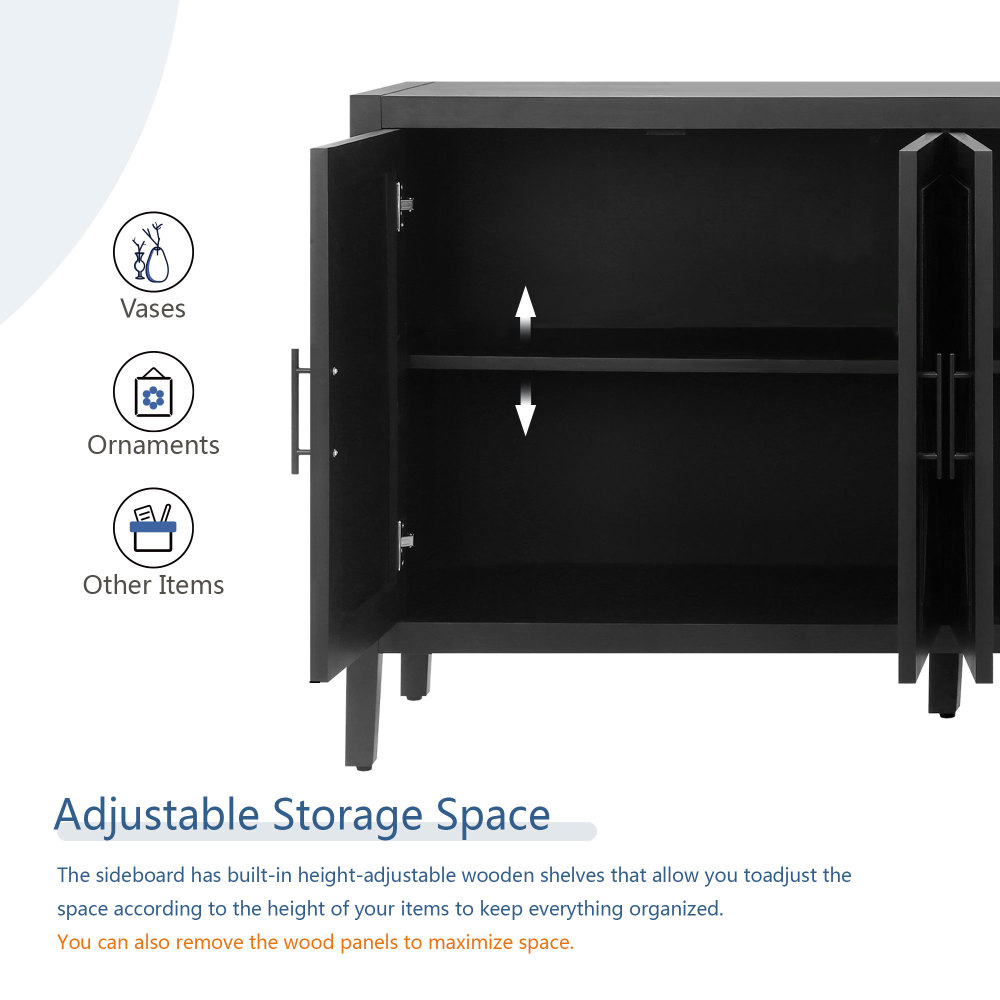 Vases
Ornaments
Other Items
Adjustable Storage Space
The sideboard has built-in height-adjustable wooden shelves that allow you toadjust the
space according to the height of your items to keep everything organized.
You can also remove the wood panels to maximize space.